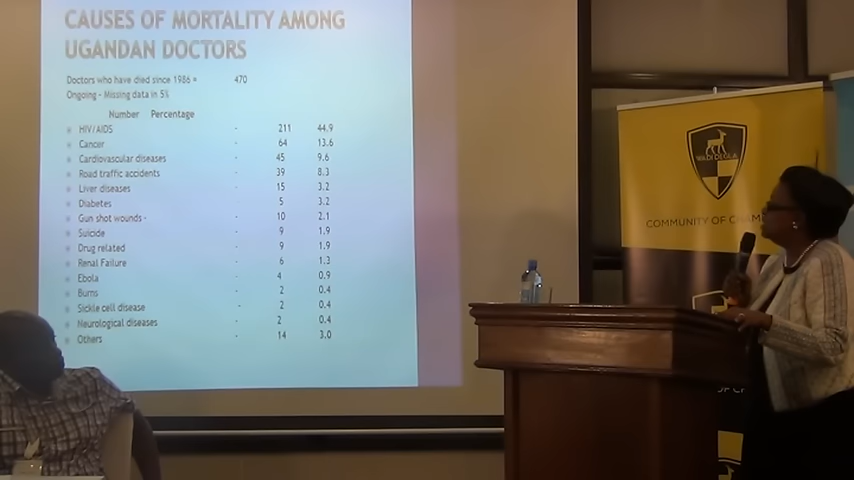 CAUSES OF MORTALITY AMONG
UGANDAN DOCTORS
Doctors who have died since 1986 = 470
Ongoing - Missing data in 5%
Number Percentage
HIV/AIDS - 211 44.9
Cancer - 64 13.6
Cardiovascular diseases - 45 9.6
Road traffic accidents - 39 8.3
Liver diseases - 15 3.2
Diabetes - 5 3.2
Gun shot wounds - - 10 2.1
Suicide - 9 1.9
Drug related - 9 1.9
Renal Failure - 6 1.3
Ebola - 4 0.9
Burns - 2 0.4
Sickle cell disease - 2 0.4
Neurological diseases - 2 0.4
Others - 14 3.0
WADI DEGLA
COMMUNITY OF CHAM